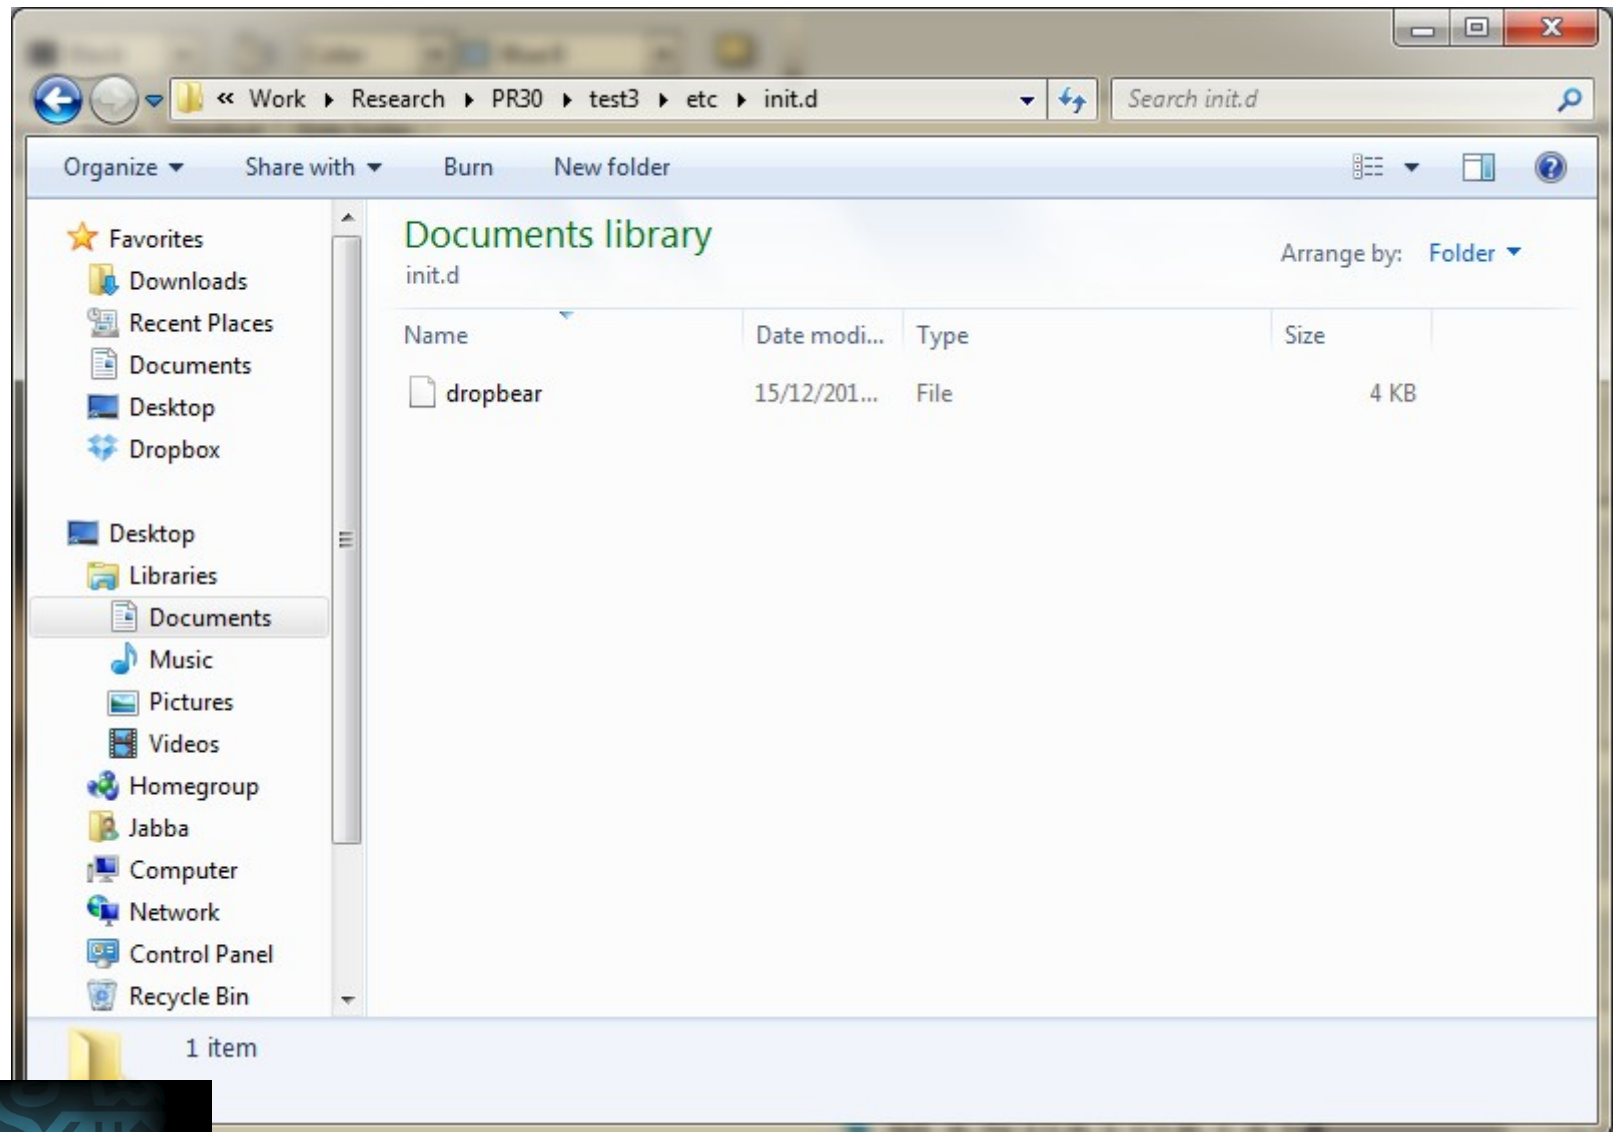 « Work ▸ Research ▸ PR30 ▸ test3 ▸ etc ▸ init.d
Search init.d
Organize ▾ Share with ▾ Burn New folder
Favorites
Downloads
Recent Places
Documents
Desktop
Dropbox
Desktop
Libraries
Documents
Music
Pictures
Videos
Homegroup
Jabba
Computer
Network
Control Panel
Recycle Bin
Documents library
init.d
Arrange by: Folder ▾
Name Date modi... Type Size
dropbear 15/12/201... File 4 KB
1 item